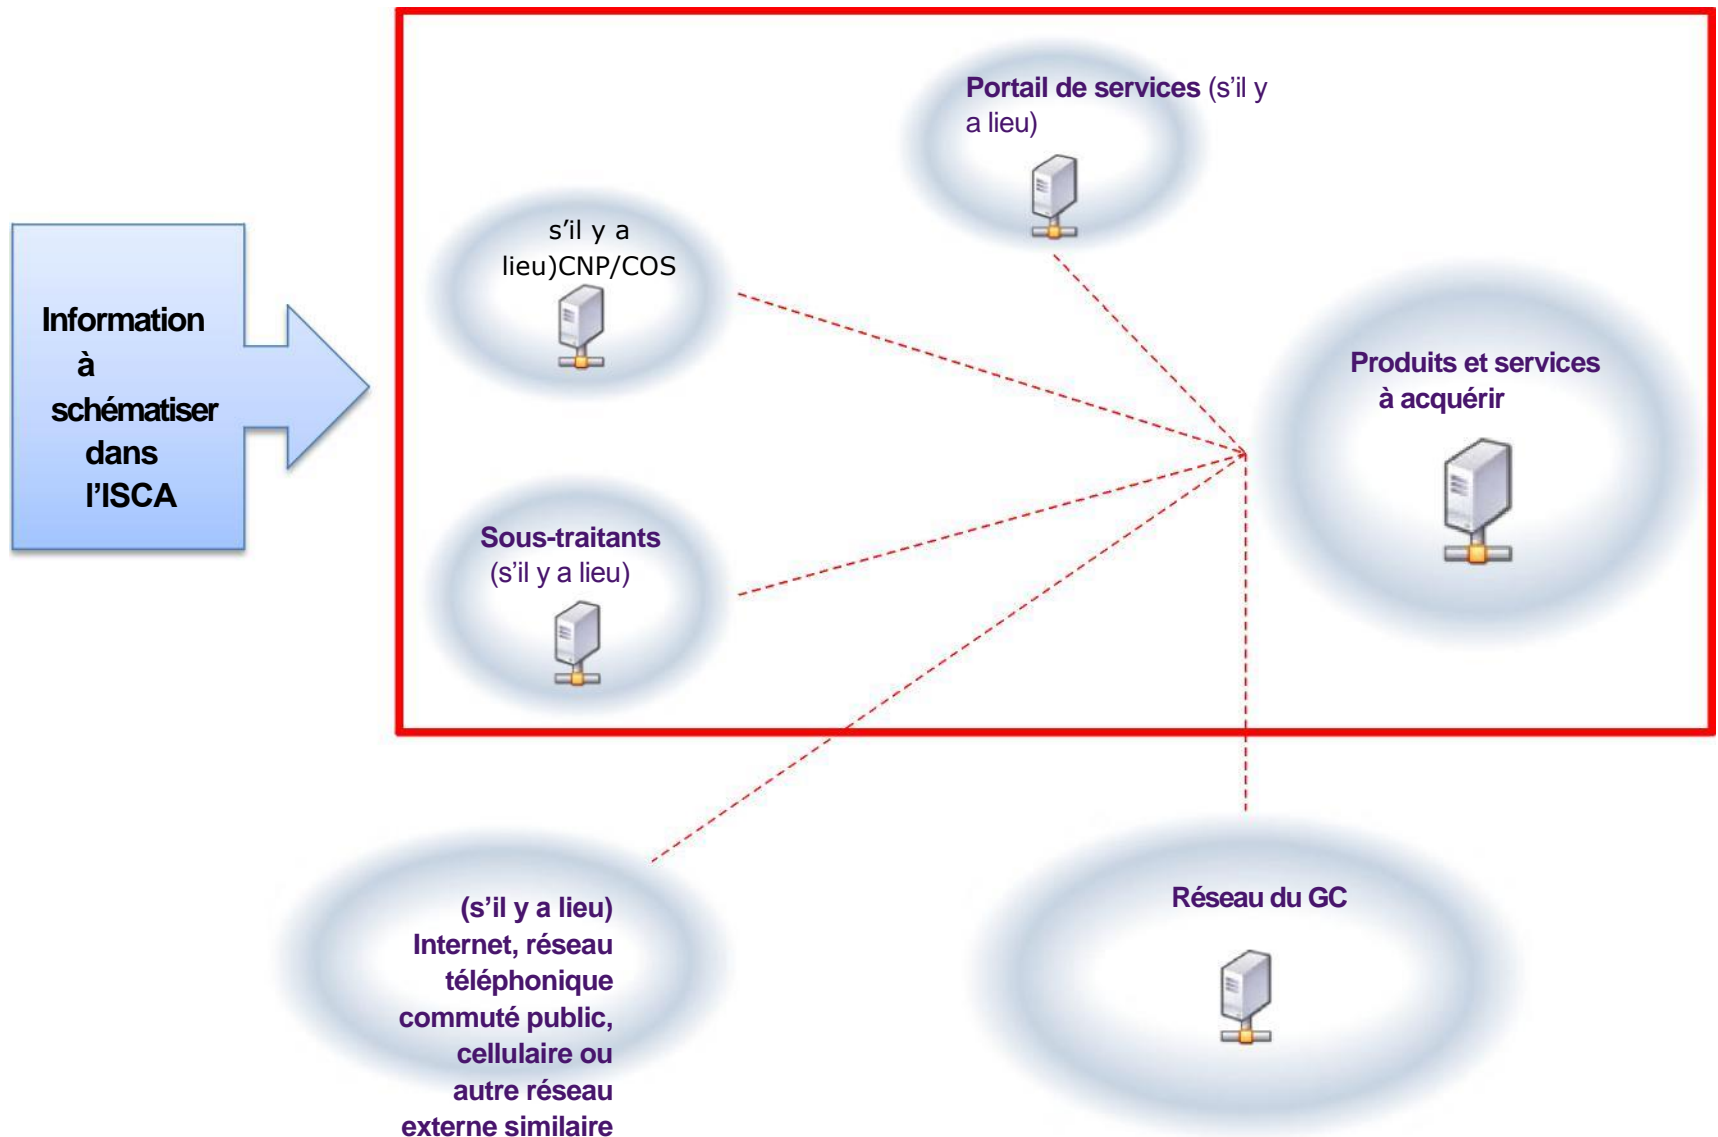 Portail de services (s’il y
a lieu)
s’il y a
lieu)CNP/COS
Information
à
schématiser
dans
l’ISCA
Produits et services
à acquérir
Sous-traitants
(s’il y a lieu)
(s’il y a lieu)
Internet, réseau
téléphonique
commuté public,
cellulaire ou
autre réseau
externe similaire
Réseau du GC